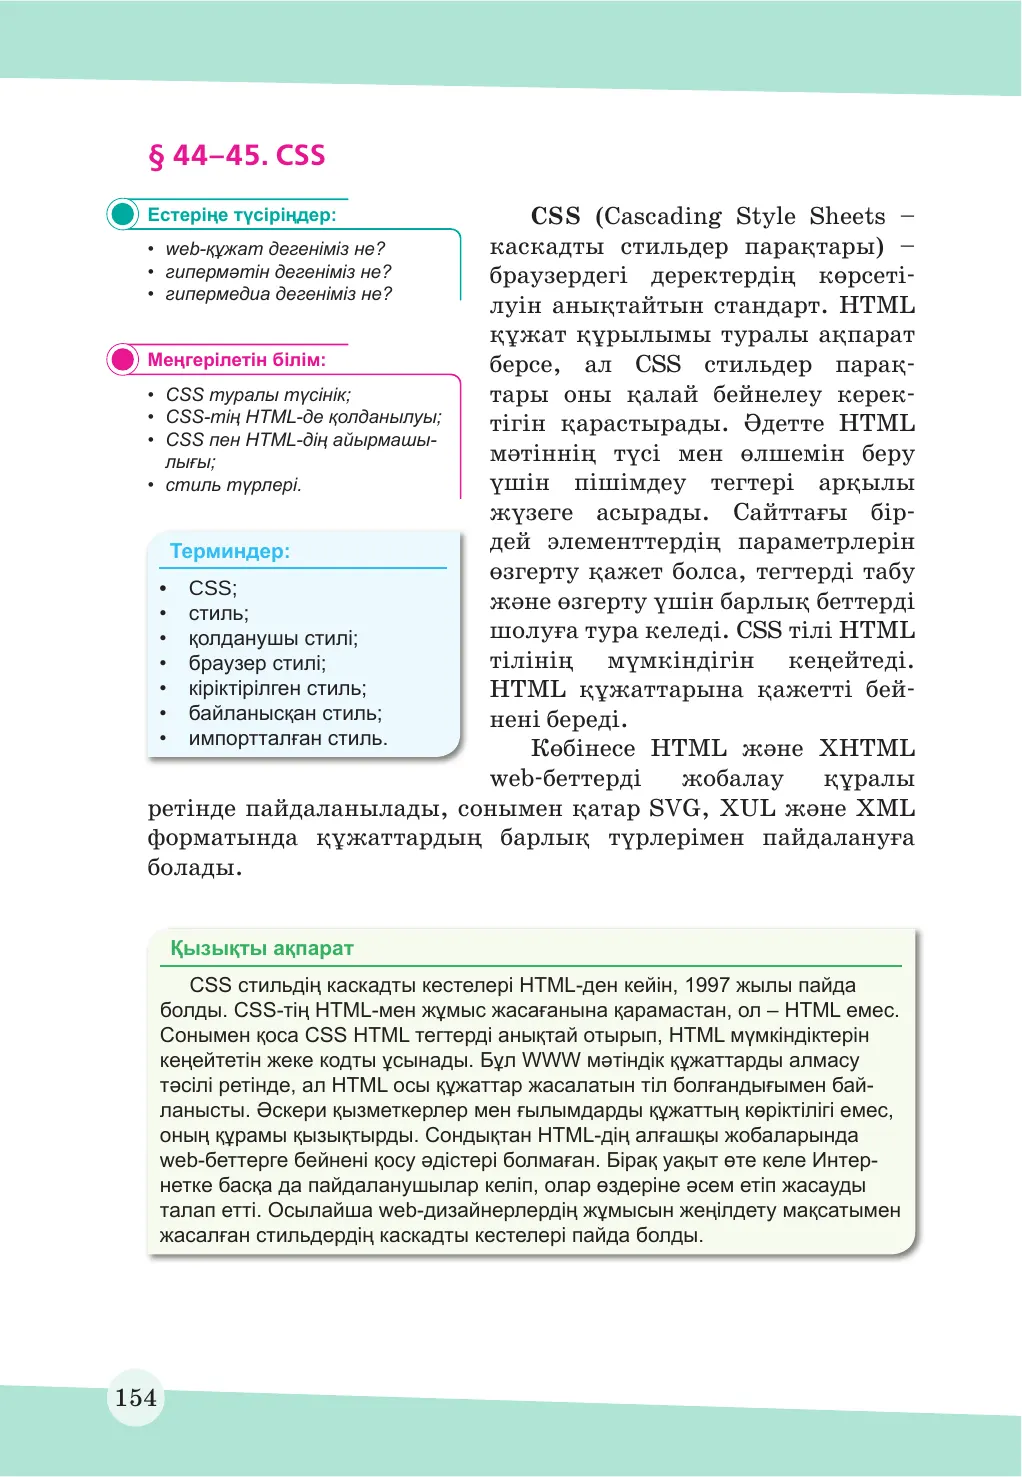 § 44–45. CSS
Естеріңе түсіріңдер:
• web-құжат дегеніміз не?
• гипермәтін дегеніміз не?
• гипермедиа дегеніміз не?
Меңгерілетін білім:
• CSS туралы түсінік;
• CSS-тің HTML-де қолданылуы;
• CSS пен HTML-дің айырмашы-
лығы;
• стиль түрлері.
Терминдер:
• CSS;
• стиль;
• қолданушы стилі;
• браузер стилі;
• кіріктірілген стиль;
• байланысқан стиль;
• импортталған стиль.
CSS (Cascading Style Sheets –
каскадты стильдер парақтары) –
браузердегі деректердің көрсеті-
луін анықтайтын стандарт. HTML
құжат құрылымы туралы ақпарат
берсе, ал CSS стильдер парақ-
тары оны қалай бейнелеу керек-
тігін қарастырады. Әдетте HTML
мәтіннің түсі мен өлшемін беру
үшін пішімдеу тегтері арқылы
жүзеге асырады. Сайттағы бір-
дей элементтердің параметрлерін
өзгерту қажет болса, тегтерді табу
және өзгерту үшін барлық беттерді
шолуға тура келеді. CSS тілі HTML
тілінің мүмкіндігін кеңейтеді.
HTML құжаттарына қажетті бей-
нені береді.
Көбінесе HTML және XHTML
web-беттерді жобалау құралы
ретінде пайдаланылады, сонымен қатар SVG, XUL және XML
форматында құжаттардың барлық түрлерімен пайдалануға
болады.
Қызықты ақпарат
CSS стильдің каскадты кестелері HTML-ден кейін, 1997 жылы пайда
болды. CSS-тің HTML-мен жұмыс жасағанына қарамастан, ол – HTML емес.
Сонымен қоса CSS HTML тегтерді анықтай отырып, HTML мүмкіндіктерін
кеңейтетін жеке кодты ұсынады. Бұл WWW мәтіндік құжаттарды алмасу
тәсілі ретінде, ал HTML осы құжаттар жасалатын тіл болғандығымен бай-
ланысты. Әскери қызметкерлер мен ғылымдарды құжаттың көріктілігі емес,
оның құрамы қызықтырды. Сондықтан HTML-дің алғашқы жобаларында
web-беттерге бейнені қосу әдістері болмаған. Бірақ уақыт өте келе Интер-
нетке басқа да пайдаланушылар келіп, олар өздеріне әсем етіп жасауды
талап етті. Осылайша web-дизайнерлердің жұмысын жеңілдету мақсатымен
жасалған стильдердің каскадты кестелері пайда болды.
154